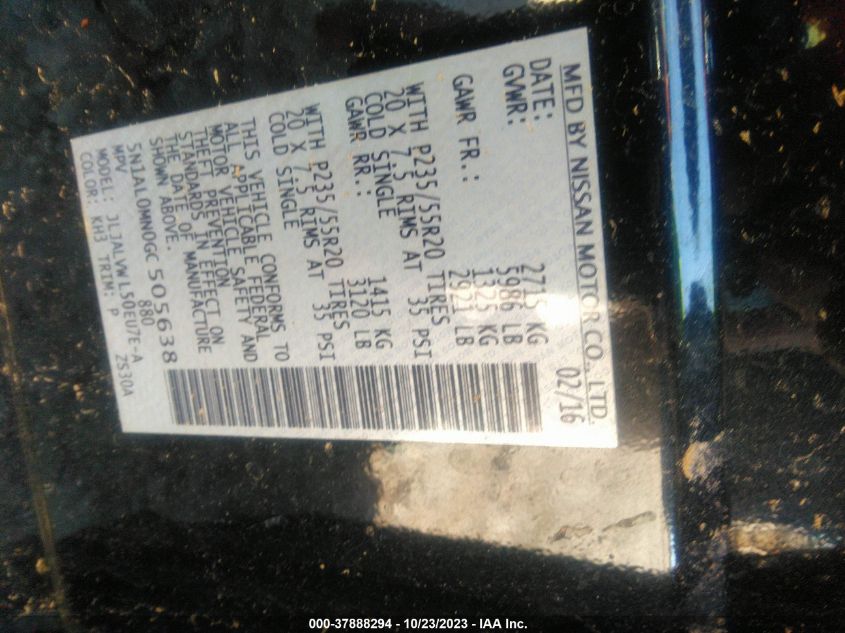 MFD BY NISSAN MOTOR CO., LTD.
DATE: 02/16
GVWR: 2715 KG
5986 LB
GAWR FR.: 1325 KG
2921 LB
WITH P235/55R20 TIRES
20 X 7.5 RIMS AT 35 PSI
COLD SINGLE
GAWR RR.: 1415 KG
3120 LB
WITH P235/55R20 TIRES
20 X 7.5 RIMS AT 35 PSI
COLD SINGLE
THIS VEHICLE CONFORMS TO
ALL APPLICABLE FEDERAL
MOTOR VEHICLE SAFETY AND
THEFT PREVENTION
STANDARDS IN EFFECT ON
THE DATE OF MANUFACTURE
SHOWN ABOVE.
5N1AL0MN0GC505638
MPV 880
MODEL: JLJALVWL50EU7E-A
COLOR: KH3 TRIM: P ZS30A
000-37888294 - 10/23/2023 - IAA Inc.